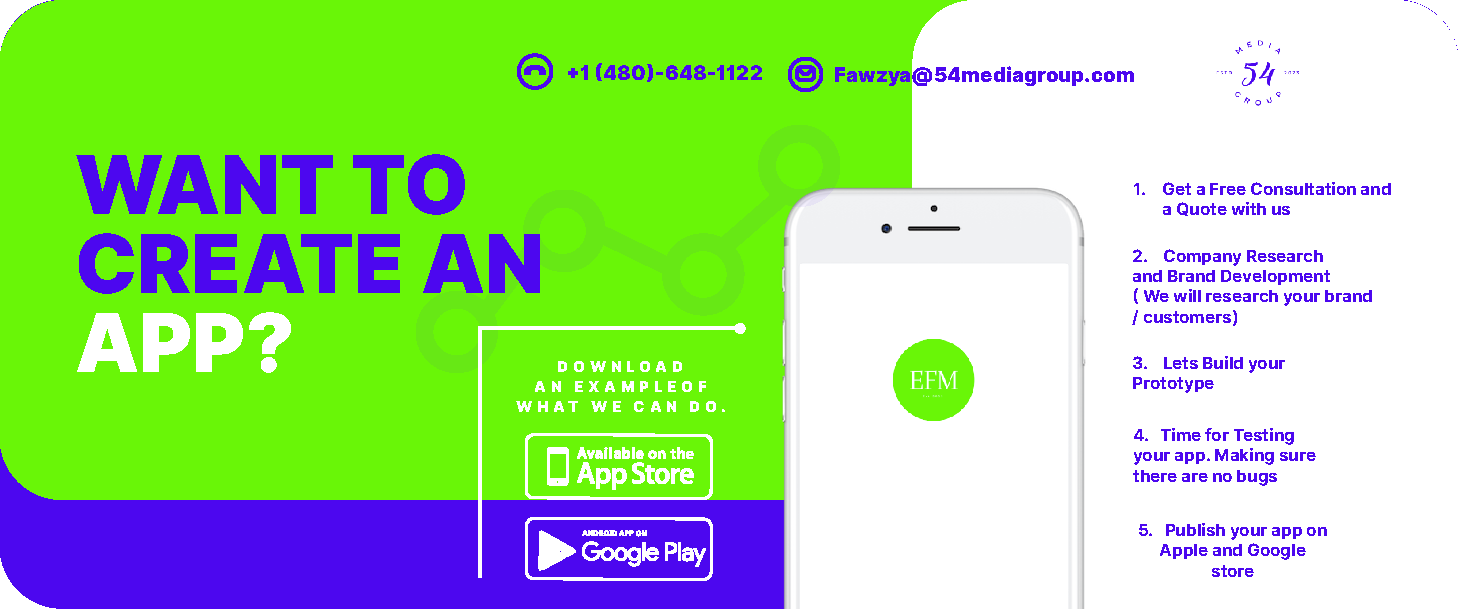 +1 (480)-648-1122
Fawzya@54mediagroup.com
MEDIA
ESTD 54 2023
GROUP
WANT TO
CREATE AN
APP?
DOWNLOAD
AN EXAMPLEOF
WHAT WE CAN DO.
Available on the
App Store
ANDROID APP ON
Google Play
EFM
1. Get a Free Consultation and
a Quote with us
2. Company Research
and Brand Development
( We will research your brand
/ customers)
3. Lets Build your
Prototype
4. Time for Testing
your app. Making sure
there are no bugs
5. Publish your app on
Apple and Google
store